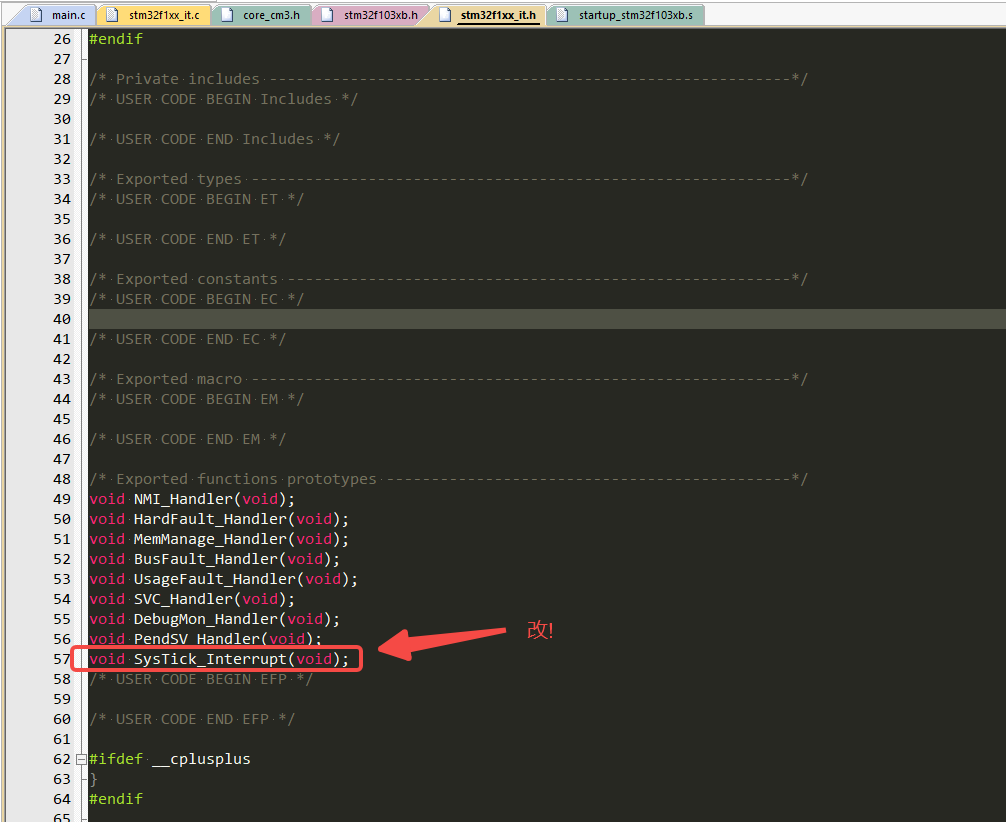 main.c stm32f1xx_it.c core_cm3.h stm32f103xb.h stm32f1xx_it.h startup_stm32f103xb.s
26 #endif
27
28 /* Private includes ----------------------------------------------------------*/
29 /* USER CODE BEGIN Includes */
30
31 /* USER CODE END Includes */
32
33 /* Exported types ------------------------------------------------------------*/
34 /* USER CODE BEGIN ET */
35
36 /* USER CODE END ET */
37
38 /* Exported constants --------------------------------------------------------*/
39 /* USER CODE BEGIN EC */
40
41 /* USER CODE END EC */
42
43 /* Exported macro ------------------------------------------------------------*/
44 /* USER CODE BEGIN EM */
45
46 /* USER CODE END EM */
47
48 /* Exported functions prototypes ---------------------------------------------*/
49 void NMI_Handler(void);
50 void HardFault_Handler(void);
51 void MemManage_Handler(void);
52 void BusFault_Handler(void);
53 void UsageFault_Handler(void);
54 void SVC_Handler(void);
55 void DebugMon_Handler(void);
56 void PendSV_Handler(void);
改!
57 void SysTick_Interrupt(void);
58 /* USER CODE BEGIN EFP */
59
60 /* USER CODE END EFP */
61
62 #ifdef __cplusplus
63 }
64 #endif
65